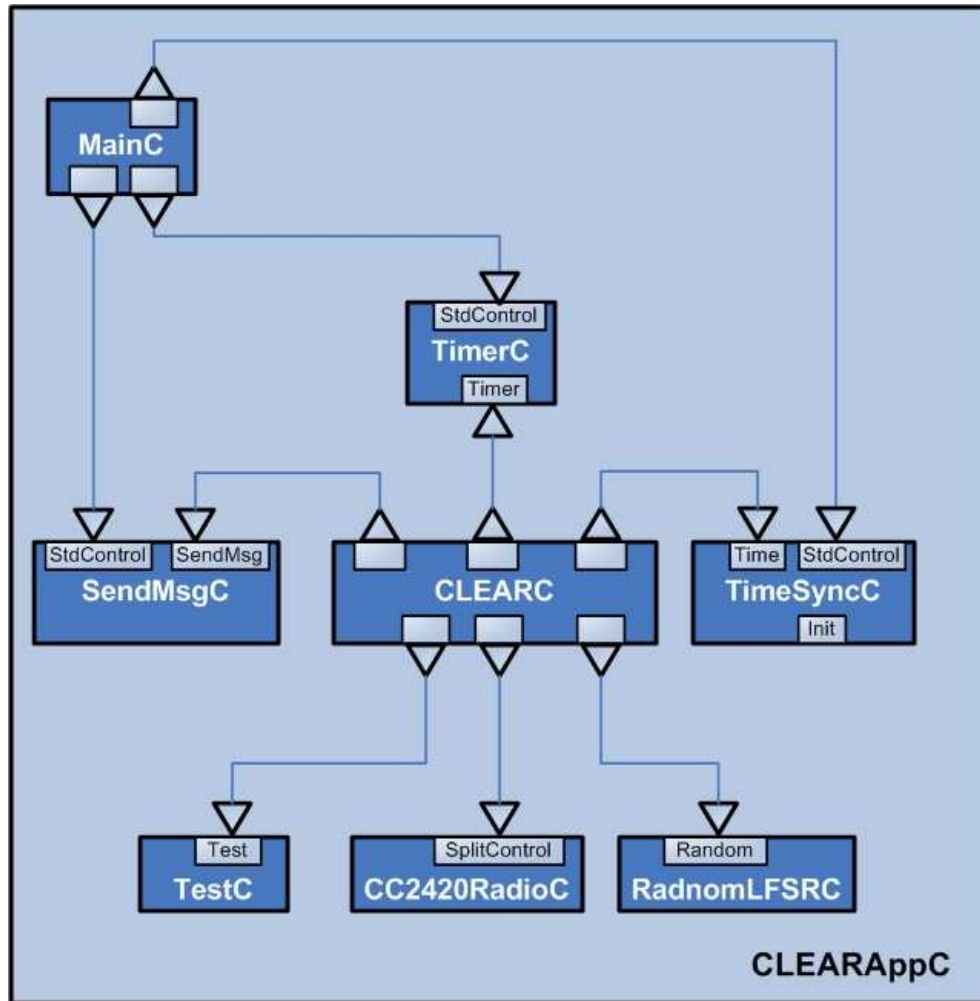 MainC
StdControl
TimerC
Timer
StdControl SendMsg
SendMsgC
CLEARC
Time StdControl
TimeSyncC
Init
Test
TestC
SplitControl
CC2420RadioC
Random
RadnomLFSRC
CLEARAppC